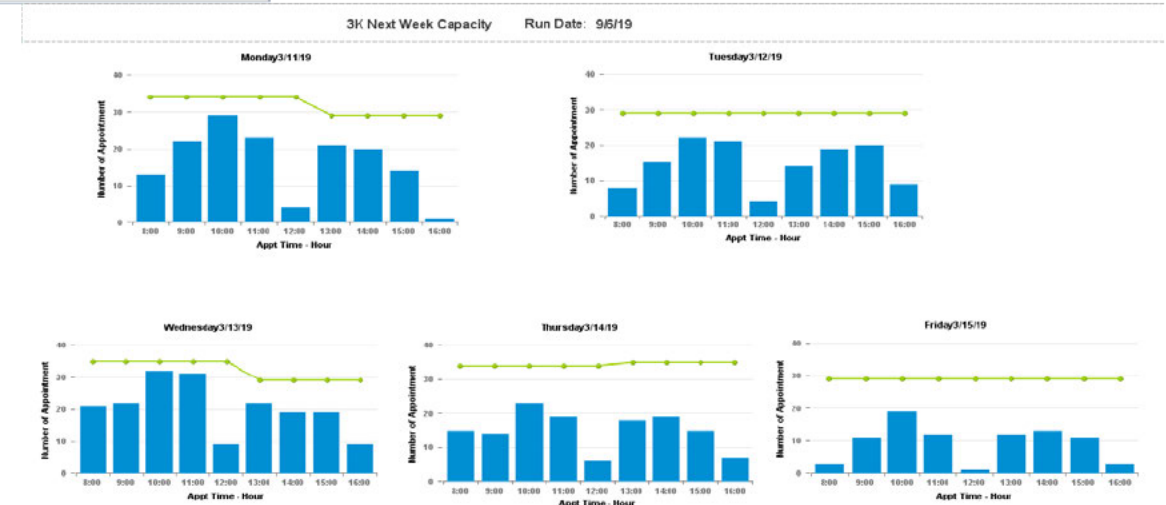 3K Next Week Capacity Run Date: 9/6/19
Monday3/11/19
Number of Appointment
40
30
20
10
0
8:00 9:00 10:00 11:00 12:00 13:00 14:00 15:00 16:00
Appt Time - Hour
Tuesday3/12/19
Number of Appointment
40
30
20
10
0
8:00 9:00 10:00 11:00 12:00 13:00 14:00 15:00 16:00
Appt Time - Hour
Wednesday3/13/19
Number of Appointment
40
30
20
10
0
8:00 9:00 10:00 11:00 12:00 13:00 14:00 15:00 16:00
Appt Time - Hour
Thursday3/14/19
Number of Appointment
40
30
20
10
0
8:00 9:00 10:00 11:00 12:00 13:00 14:00 15:00 16:00
Appt Time - Hour
Friday3/15/19
Number of Appointment
40
30
20
10
0
8:00 9:00 10:00 11:00 12:00 13:00 14:00 15:00 16:00
Appt Time - Hour